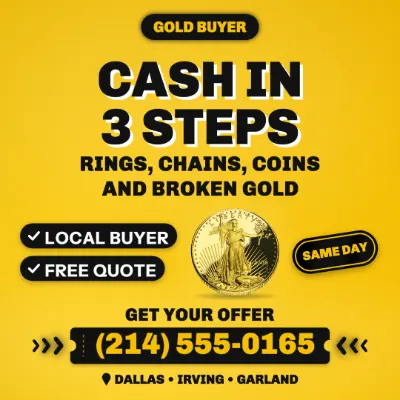 GOLD BUYER
CASH IN
3 STEPS
RINGS, CHAINS, COINS
AND BROKEN GOLD
LOCAL BUYER
FREE QUOTE
SAME DAY
GET YOUR OFFER
(214) 555-0165
DALLAS • IRVING • GARLAND